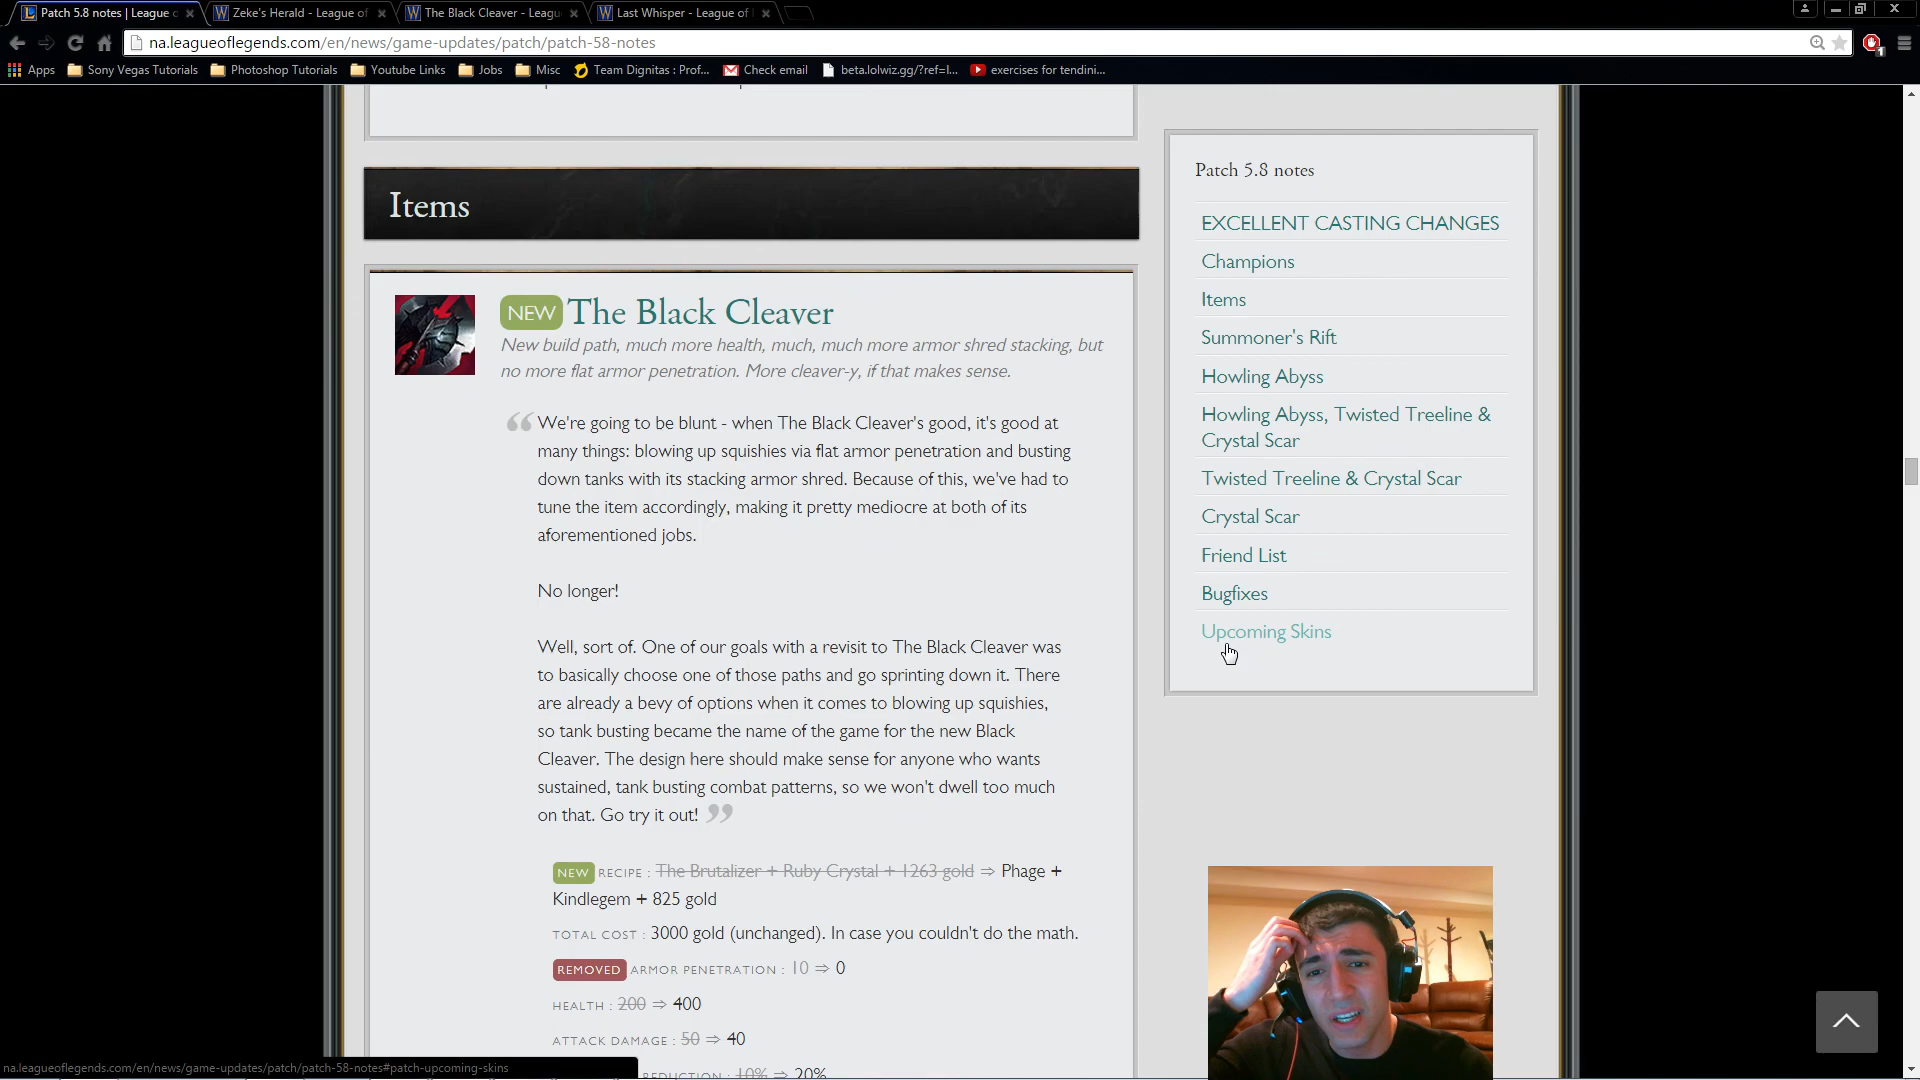 Patch 5.8 notes | League
Zeke's Herald - League of
The Black Cleaver - Leagu
Last Whisper - League of
na.leagueoflegends.com/en/news/game-updates/patch/patch-58-notes
1
Apps
Sony Vegas Tutorials
Photoshop Tutorials
Youtube Links
Jobs
Misc
Team Dignitas : Prof...
Check email
beta.lolwiz.gg/?ref=l...
exercises for tendini...
Items
NEW The Black Cleaver
New build path, much more health, much, much more armor shred stacking, but
no more flat armor penetration. More cleaver-y, if that makes sense.
“ We're going to be blunt - when The Black Cleaver's good, it's good at
many things: blowing up squishies via flat armor penetration and busting
down tanks with its stacking armor shred. Because of this, we've had to
tune the item accordingly, making it pretty mediocre at both of its
aforementioned jobs.
No longer!
Well, sort of. One of our goals with a revisit to The Black Cleaver was
to basically choose one of those paths and go sprinting down it. There
are already a bevy of options when it comes to blowing up squishies,
so tank busting became the name of the game for the new Black
Cleaver. The design here should make sense for anyone who wants
sustained, tank busting combat patterns, so we won't dwell too much
on that. Go try it out! ”
NEW RECIPE : The Brutalizer + Ruby Crystal + 1263 gold ⇒ Phage +
Kindlegem + 825 gold
TOTAL COST : 3000 gold (unchanged). In case you couldn't do the math.
REMOVED ARMOR PENETRATION : 10 ⇒ 0
HEALTH : 200 ⇒ 400
ATTACK DAMAGE : 50 ⇒ 40
REDUCTION : 10% ⇒ 20%
Patch 5.8 notes
EXCELLENT CASTING CHANGES
Champions
Items
Summoner's Rift
Howling Abyss
Howling Abyss, Twisted Treeline &
Crystal Scar
Twisted Treeline & Crystal Scar
Crystal Scar
Friend List
Bugfixes
Upcoming Skins
na.leagueoflegends.com/en/news/game-updates/patch/patch-58-notes#patch-upcoming-skins